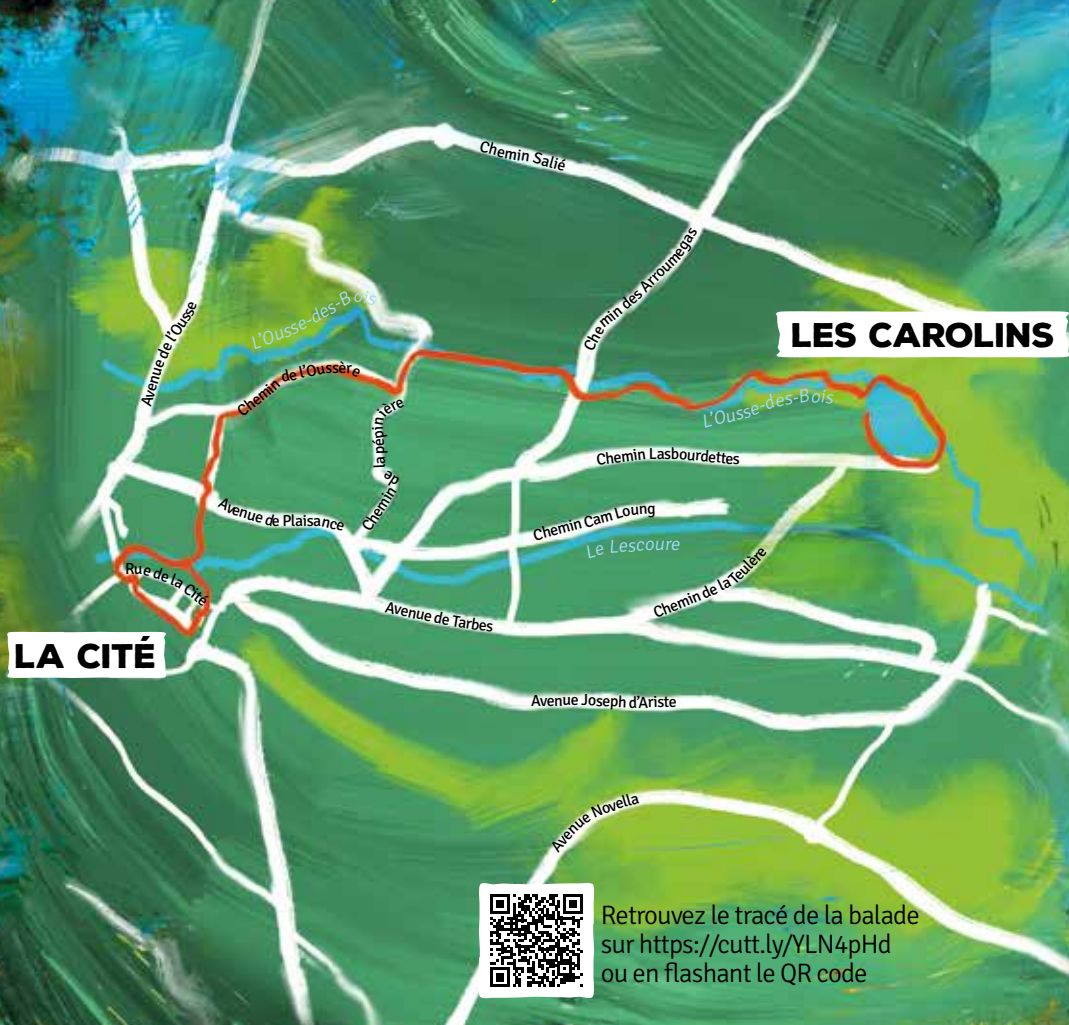 Chemin Salié
Chemin des Arroumegas
Avenue de l'Ousse
L'Ousse-des-Bois
LES CAROLINS
Chemin de l'Oussère
L'Ousse-des-Bois
Chemin de la pépinière
Chemin Lasbourdettes
Avenue de Plaisance
Chemin Cam Loung
Le Lescoure
Rue de la Cité
Chemin de la Teulère
Avenue de Tarbes
LA CITÉ
Avenue Joseph d'Ariste
Avenue Novella
Retrouvez le tracé de la balade
sur https://cutt.ly/YLN4pHd
ou en flashant le QR code